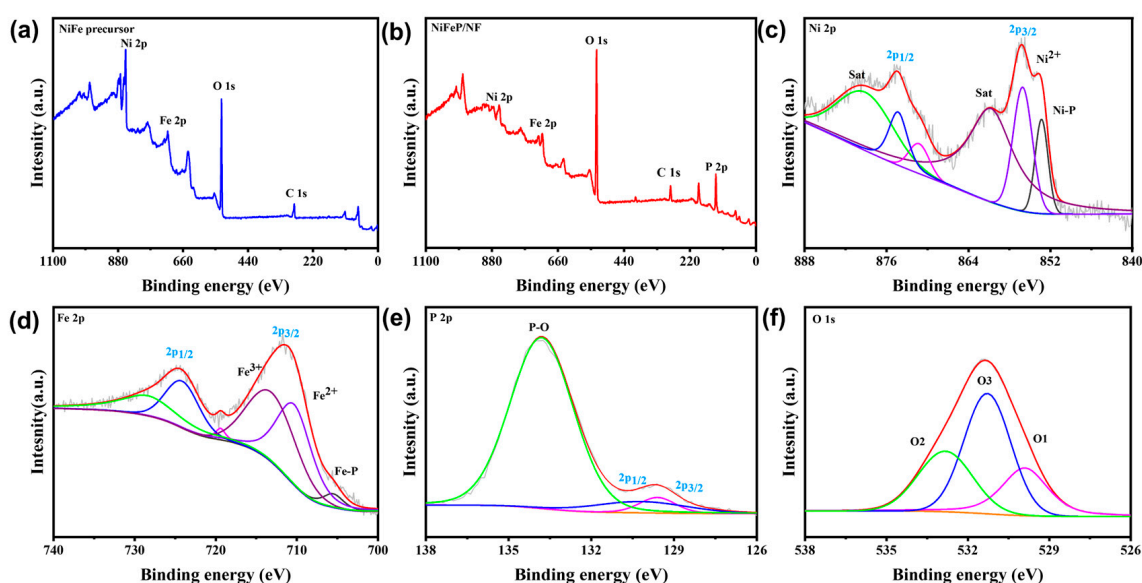 (a)
NiFe precursor
Ni 2p
O 1s
Fe 2p
C 1s
Intesnity (a.u.)
1100 880 660 440 220 0
Binding energy (eV)
(b)
NiFeP/NF
O 1s
Ni 2p
Fe 2p
P 2p
C 1s
Intesnity (a.u.)
1100 880 660 440 220 0
Binding energy (eV)
(c)
Ni 2p
2p3/2
2p1/2
Ni2+
Sat
Sat
Ni-P
Intesnity (a.u.)
888 876 864 852 840
Binding energy (eV)
(d)
Fe 2p
2p3/2
2p1/2
Fe3+
Fe2+
Fe-P
Intesnity(a.u.)
740 720 710 700
Binding energy (eV)
(e)
P 2p
P-O
2p1/2
2p3/2
Intesnity (a.u.)
138 134 131 129 126
Binding energy (eV)
(f)
O 1s
O3
O2
O1
Intesnity (a.u.)
538 535 532 529 526
Binding energy (eV)